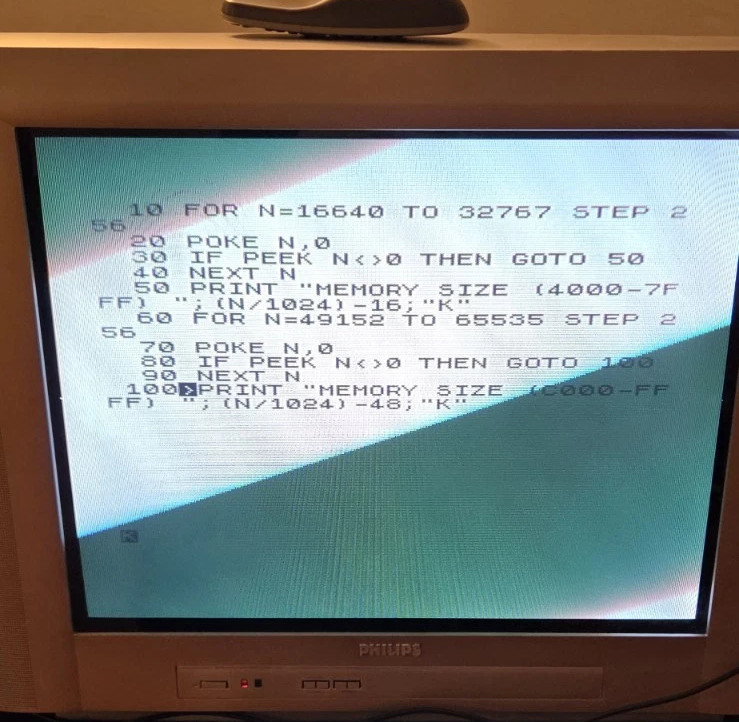 10 FOR N=16640 TO 32767 STEP 2
56
20 POKE N,0
30 IF PEEK N<>0 THEN GOTO 50
40 NEXT N
50 PRINT "MEMORY SIZE (4000-7F
FF) ";(N/1024)-16;"K"
60 FOR N=49152 TO 65535 STEP 2
56
70 POKE N,0
80 IF PEEK N<>0 THEN GOTO 100
90 NEXT N
100>PRINT "MEMORY SIZE (C000-FF
FF) ";(N/1024)-48;"K"
K
PHILIPS